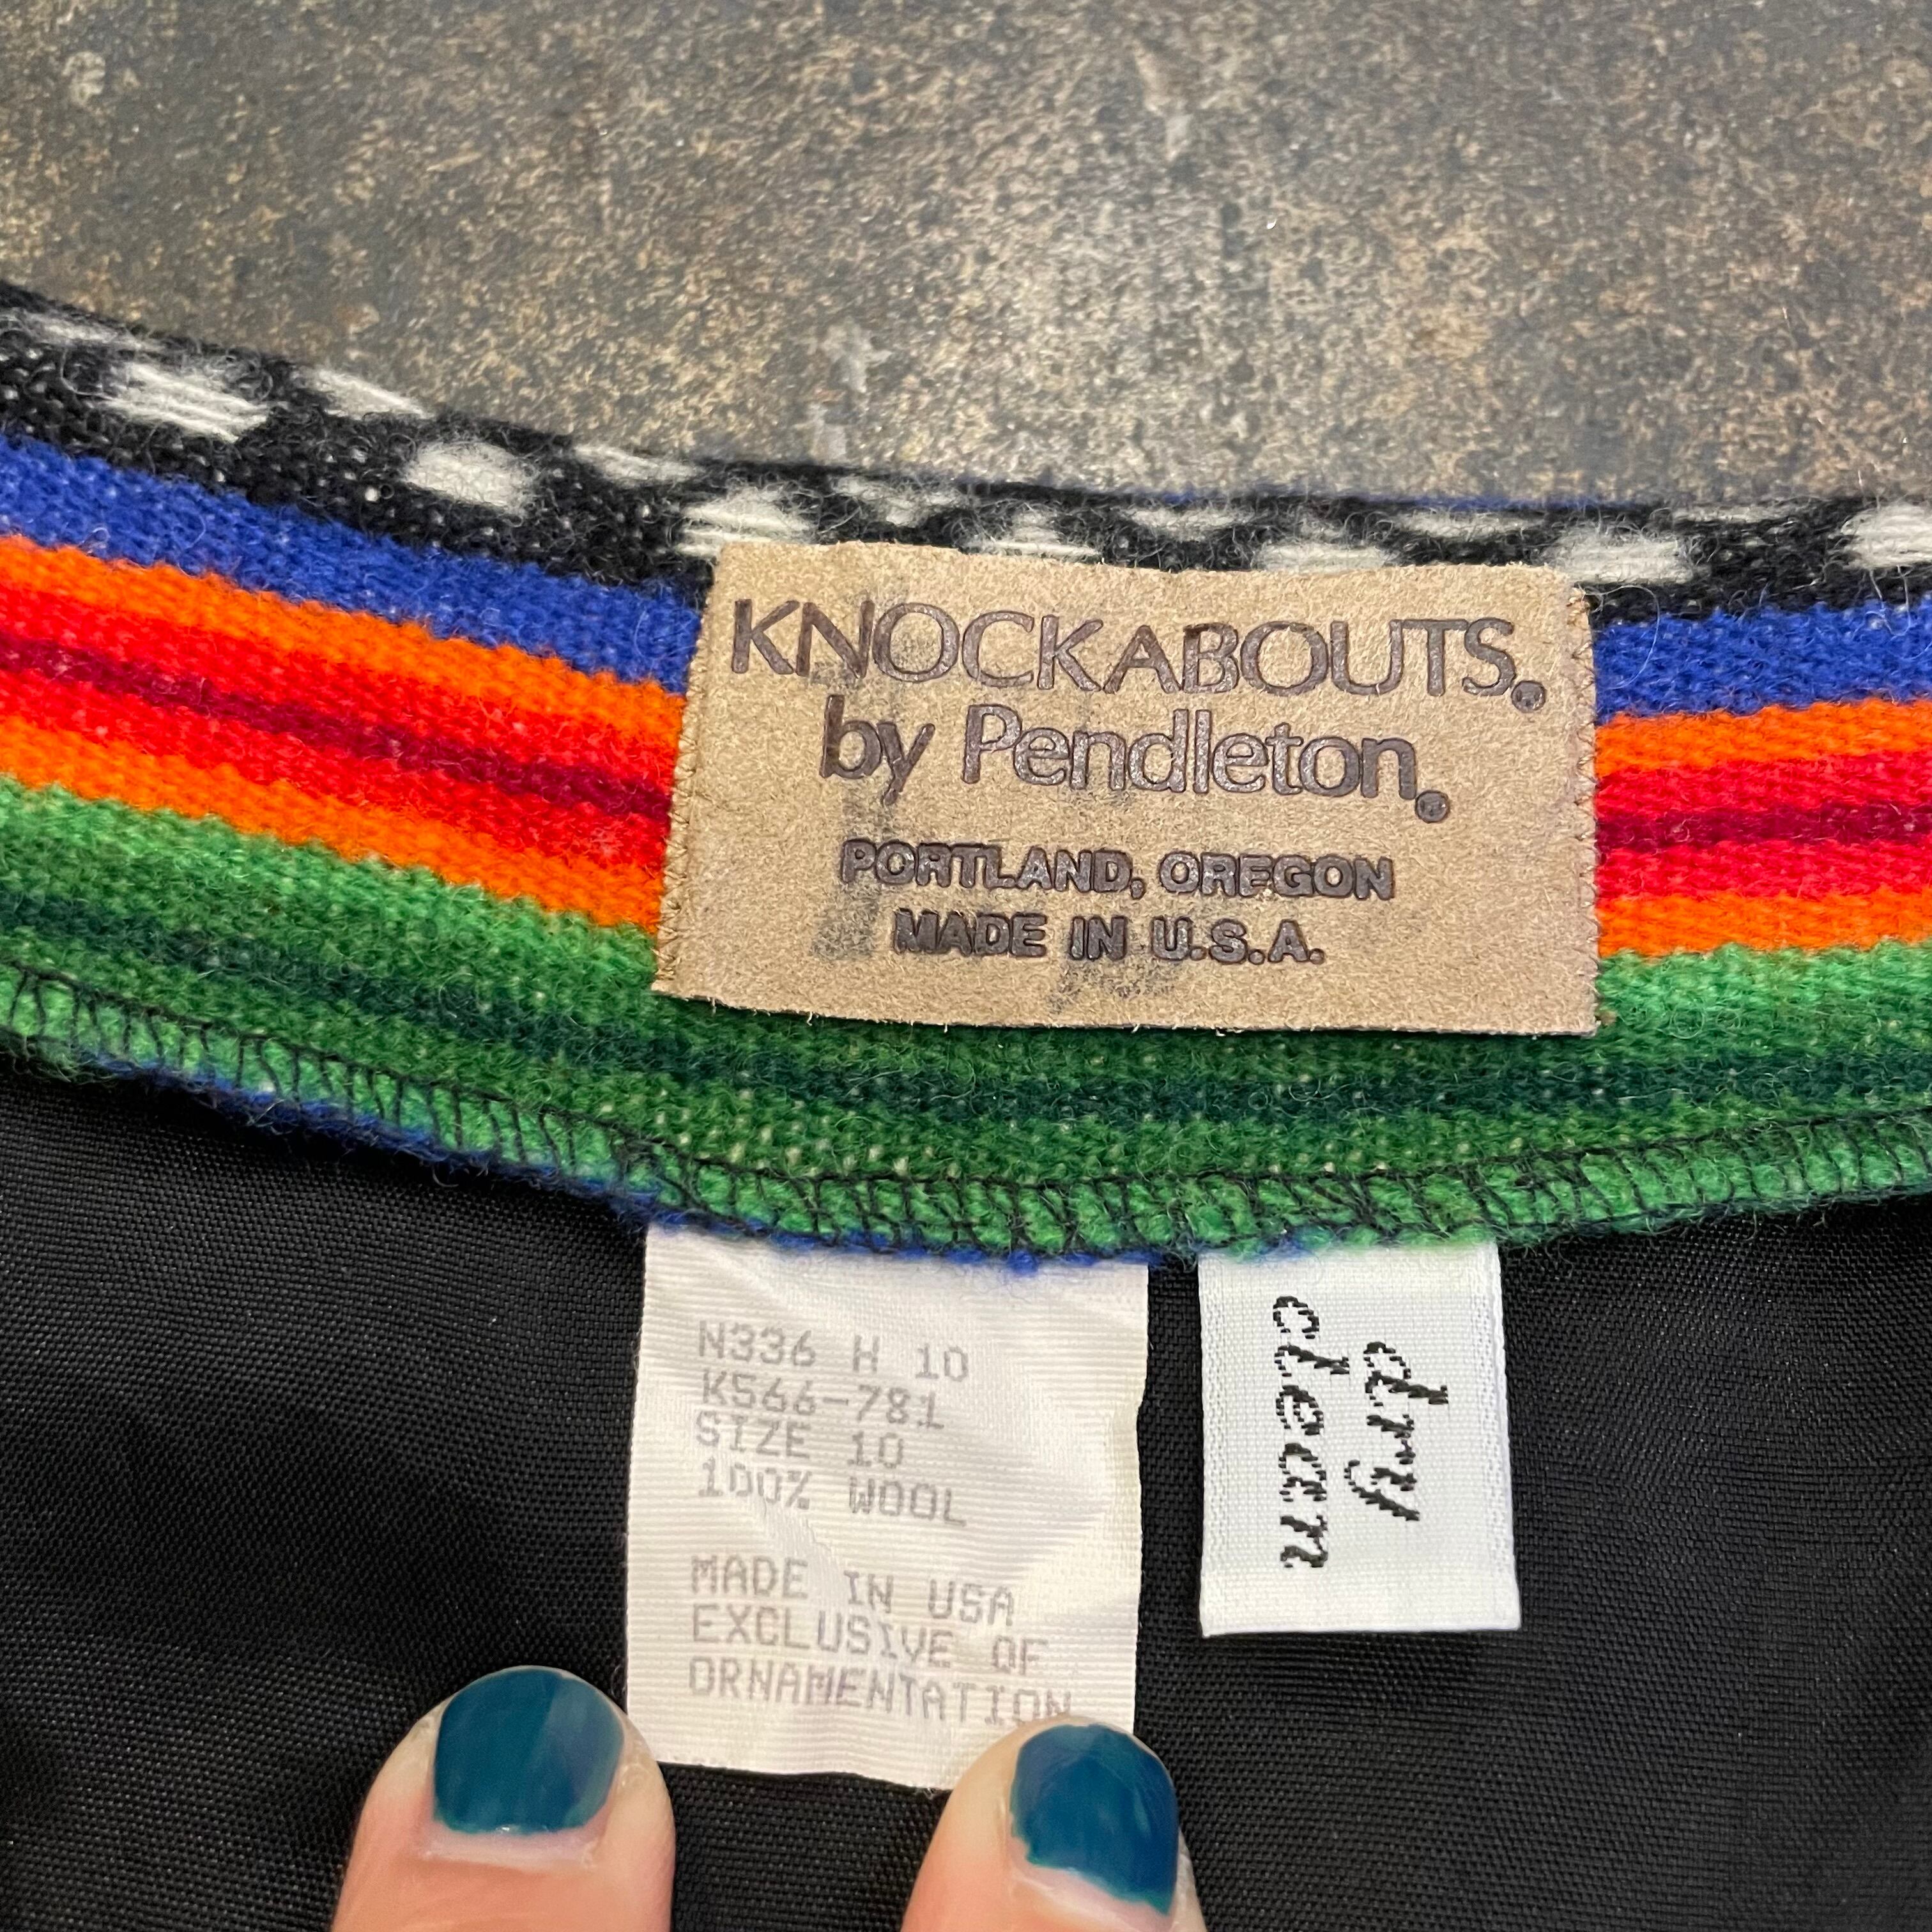 KNOCKABOUTS®
by Pendleton®
PORTLAND, OREGON
MADE IN U.S.A.
N336 H 10
K566-781
SIZE 10
100% WOOL
MADE IN USA
EXCLUSIVE OF
ORNAMENTATION
dry
clean